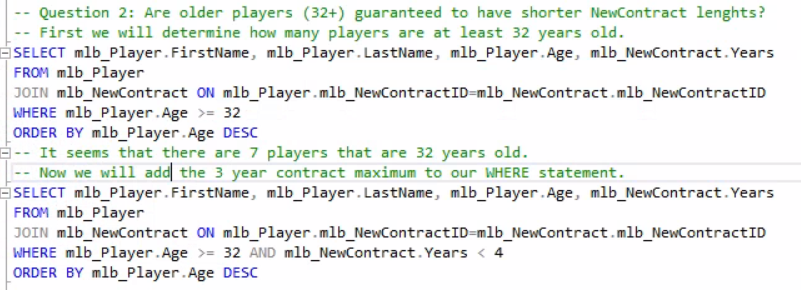 -- Question 2: Are older players (32+) guaranteed to have shorter NewContract lenghts?
-- First we will determine how many players are at least 32 years old.
SELECT mlb_Player.FirstName, mlb_Player.LastName, mlb_Player.Age, mlb_NewContract.Years
FROM mlb_Player
JOIN mlb_NewContract ON mlb_Player.mlb_NewContractID=mlb_NewContract.mlb_NewContractID
WHERE mlb_Player.Age >= 32
ORDER BY mlb_Player.Age DESC
-- It seems that there are 7 players that are 32 years old.
-- Now we will add the 3 year contract maximum to our WHERE statement.
SELECT mlb_Player.FirstName, mlb_Player.LastName, mlb_Player.Age, mlb_NewContract.Years
FROM mlb_Player
JOIN mlb_NewContract ON mlb_Player.mlb_NewContractID=mlb_NewContract.mlb_NewContractID
WHERE mlb_Player.Age >= 32 AND mlb_NewContract.Years < 4
ORDER BY mlb_Player.Age DESC